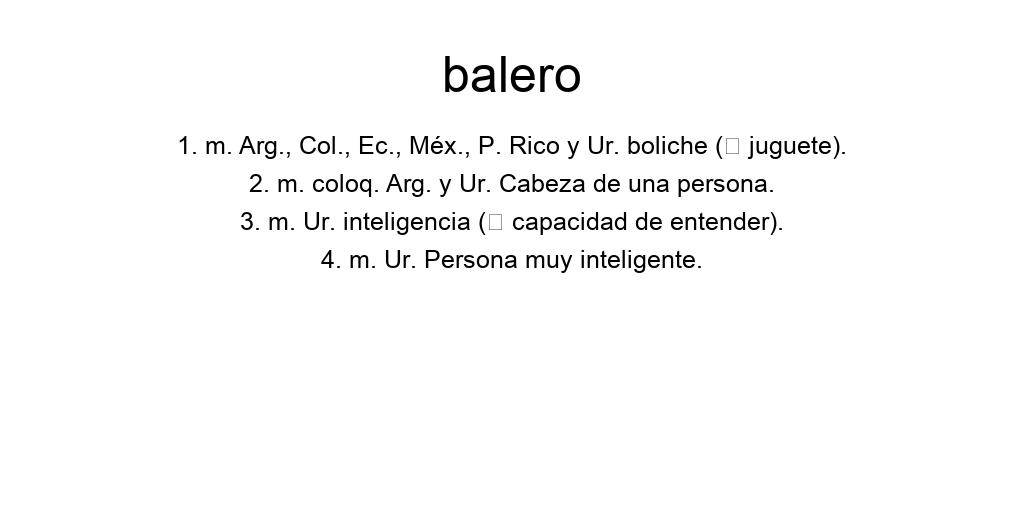 balero
1. m. Arg., Col., Ec., Méx., P. Rico y Ur. boliche (□ juguete).
2. m. coloq. Arg. y Ur. Cabeza de una persona.
3. m. Ur. inteligencia (□ capacidad de entender).
4. m. Ur. Persona muy inteligente.